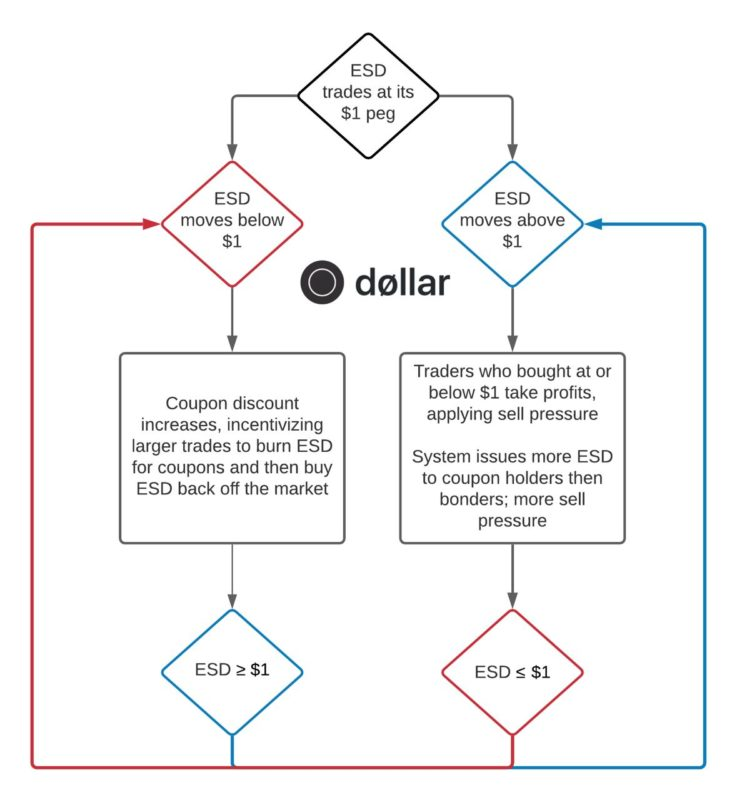 ESD
trades at its
$1 peg
ESD
moves below
$1
ESD
moves above
$1
døllar
Coupon discount
increases, incentivizing
larger trades to burn ESD
for coupons and then buy
ESD back off the market
Traders who bought at or
below $1 take profits,
applying sell pressure
System issues more ESD
to coupon holders then
bonders; more sell
pressure
ESD ≥ $1
ESD ≤ $1